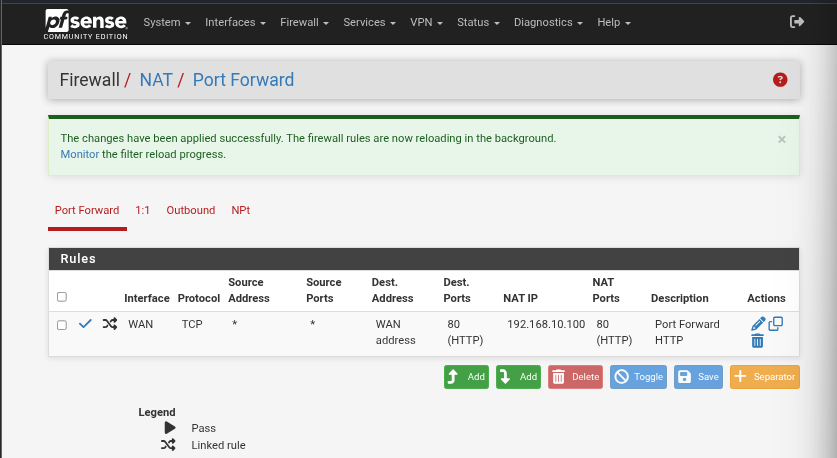 pfsense
COMMUNITY EDITION
System Interfaces Firewall Services VPN Status Diagnostics Help
Firewall / NAT / Port Forward
?
The changes have been applied successfully. The firewall rules are now reloading in the background.
Monitor the filter reload progress.
×
Port Forward 1:1 Outbound NPt
Rules
Interface Protocol Source Address Source Ports Dest. Address Dest. Ports NAT IP NAT Ports Description Actions
WAN TCP * * WAN address 80 (HTTP) 192.168.10.100 80 (HTTP) Port Forward HTTP
Add Add Delete Toggle Save Separator
Legend
Pass
Linked rule